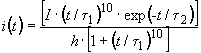 i(t) = [I · (t/τ₁)¹⁰ · exp(-t/τ₂)] / h · [1 + (t/τ₁)¹⁰]